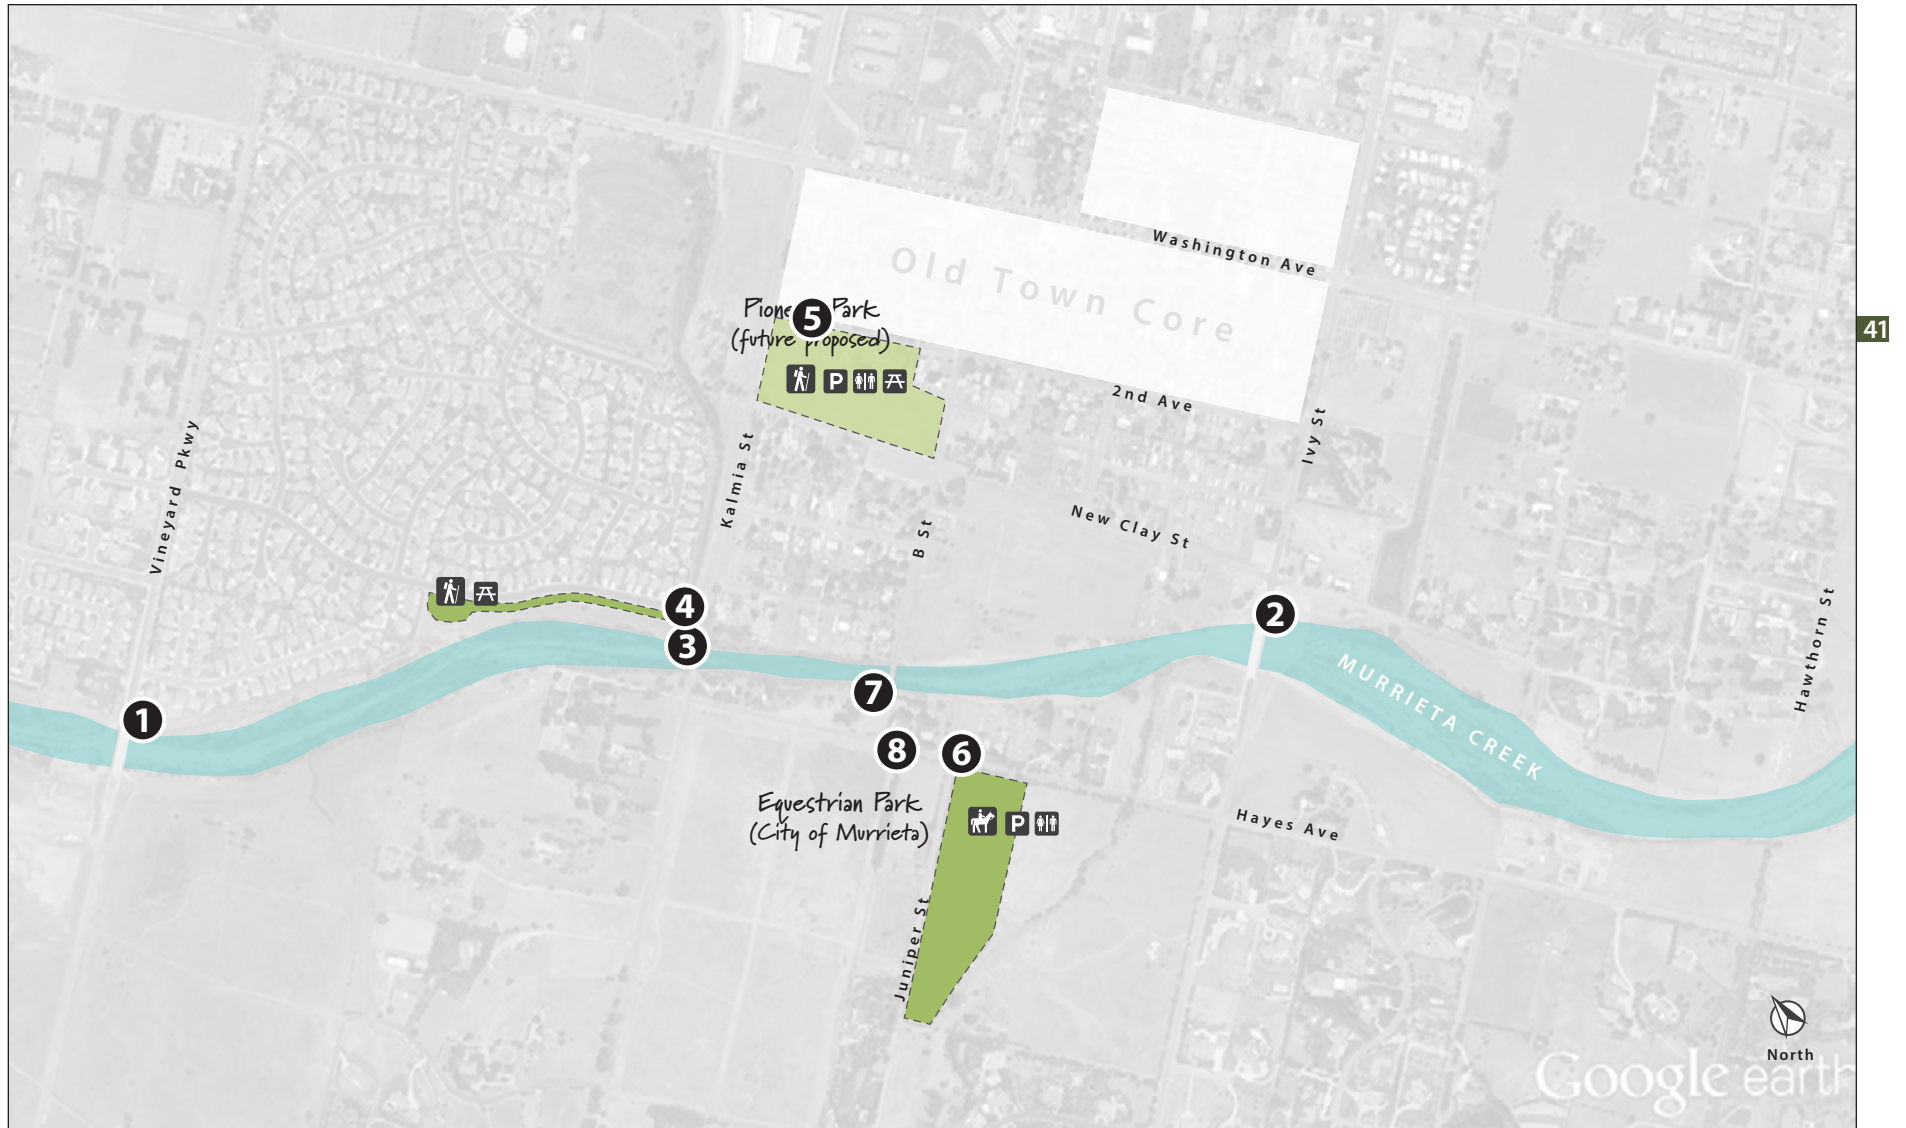 Washington Ave
Old Town Core
Pione Park
5
(future proposed)
41
P
2nd Ave
Ivy St
Vineyard Pkwy
Kalmia St
B St
New Clay St
4
2
3
Hawthorn St
MURRIETA CREEK
7
1
8
6
Equestrian Park
(City of Murrieta)
P
Hayes Ave
Juniper St
North
Google earth